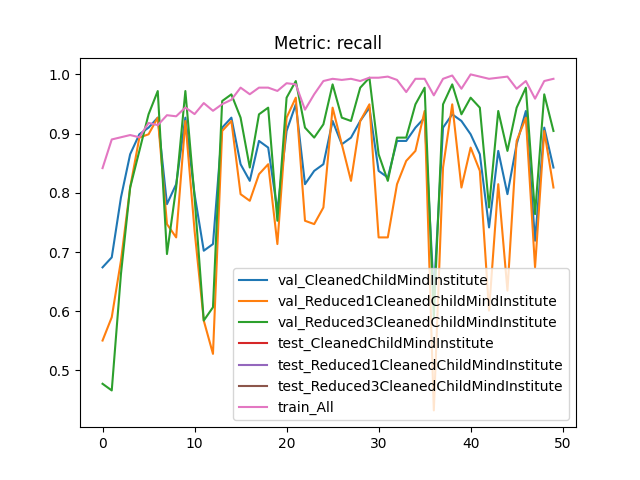 Metric: recall
1.0
0.9
0.8
0.7
0.6
0.5
val_CleanedChildMindInstitute
val_Reduced1CleanedChildMindInstitute
val_Reduced3CleanedChildMindInstitute
test_CleanedChildMindInstitute
test_Reduced1CleanedChildMindInstitute
test_Reduced3CleanedChildMindInstitute
train_All
0 10 20 30 40 50